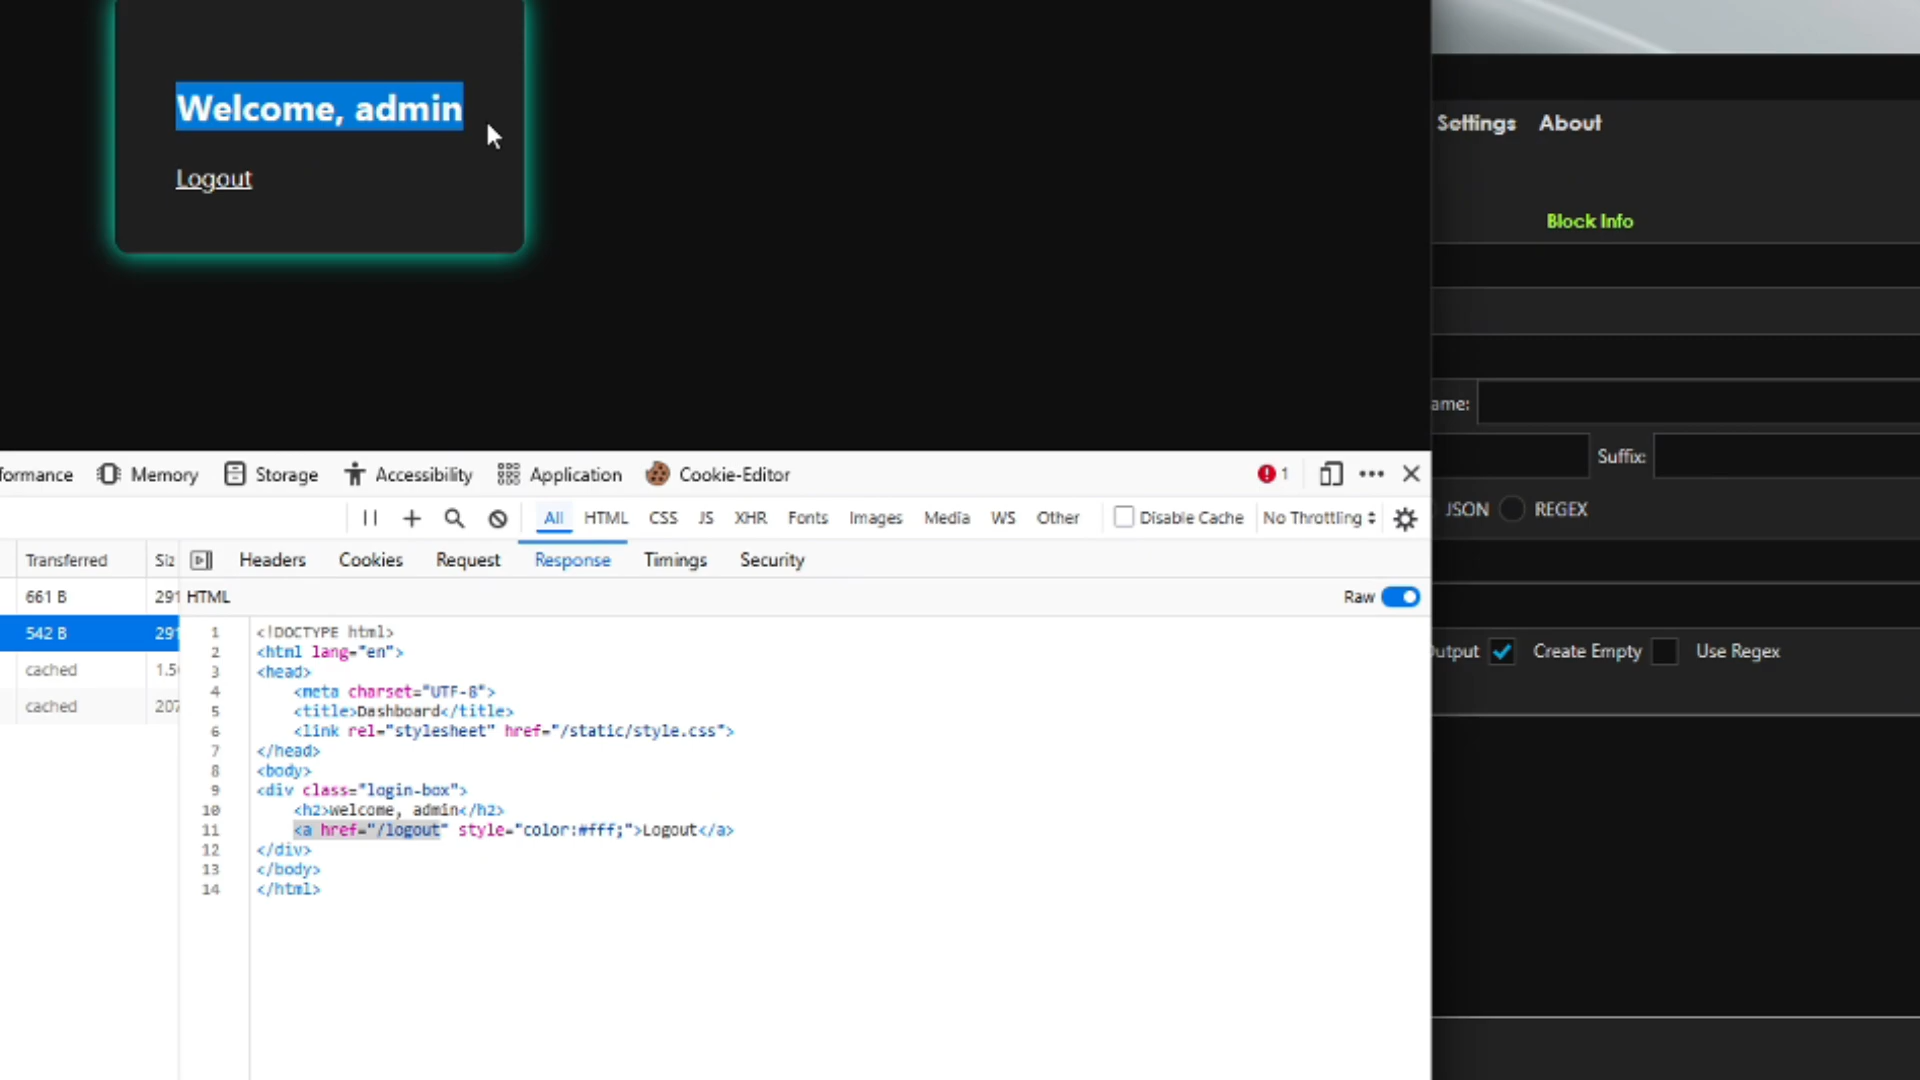 Welcome, admin
Logout
Settings About
Block Info
ame:
Suffix:
JSON REGEX
utput Create Empty Use Regex
formance Memory Storage Accessibility Application Cookie-Editor 1
All HTML CSS JS XHR Fonts Images Media WS Other Disable Cache No Throttling
Transferred Siz Headers Cookies Request Response Timings Security
661 B 291 HTML Raw
542 B 291
cached 1.5
cached 207
1 <!DOCTYPE html>
2 <html lang="en">
3 <head>
4 <meta charset="UTF-8">
5 <title>Dashboard</title>
6 <link rel="stylesheet" href="/static/style.css">
7 </head>
8 <body>
9 <div class="login-box">
10 <h2>Welcome, admin</h2>
11 <a href="/logout" style="color:#fff;">Logout</a>
12 </div>
13 </body>
14 </html>